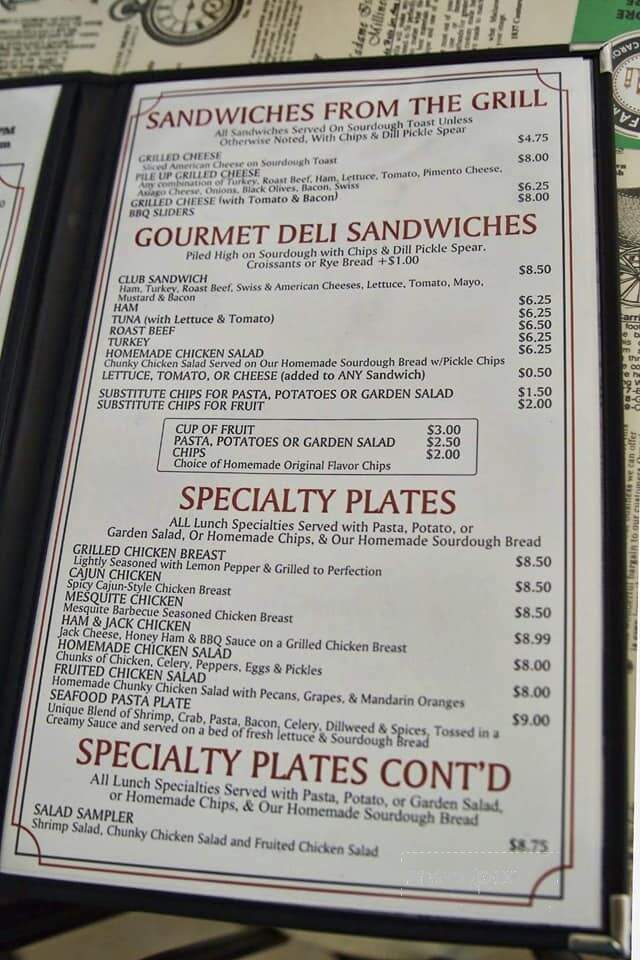 SANDWICHES FROM THE GRILL
All Sandwiches Served On Sourdough Toast Unless
Otherwise Noted, With Chips & Dill Pickle Spear
GRILLED CHEESE $4.75
Sliced American Cheese on Sourdough Toast
PILE UP GRILLED CHEESE $8.00
Any combination of Turkey, Roast Beef, Ham, Lettuce, Tomato, Pimento Cheese,
Asiago Cheese, Onions, Black Olives, Bacon, Swiss
GRILLED CHEESE (with Tomato & Bacon) $6.25
BBQ SLIDERS $8.00
GOURMET DELI SANDWICHES
Piled High on Sourdough with Chips & Dill Pickle Spear.
Croissants or Rye Bread +$1.00
CLUB SANDWICH $8.50
Ham, Turkey, Roast Beef, Swiss & American Cheeses, Lettuce, Tomato, Mayo,
Mustard & Bacon
HAM $6.25
TUNA (with Lettuce & Tomato) $6.25
ROAST BEEF $6.50
TURKEY $6.25
HOMEMADE CHICKEN SALAD $6.25
Chunky Chicken Salad Served on Our Homemade Sourdough Bread w/Pickle Chips
LETTUCE, TOMATO, OR CHEESE (added to ANY Sandwich) $0.50
SUBSTITUTE CHIPS FOR PASTA, POTATOES OR GARDEN SALAD $1.50
SUBSTITUTE CHIPS FOR FRUIT $2.00
CUP OF FRUIT $3.00
PASTA, POTATOES OR GARDEN SALAD $2.50
CHIPS $2.00
Choice of Homemade Original Flavor Chips
SPECIALTY PLATES
ALL Lunch Specialties Served with Pasta, Potato, or
Garden Salad, Or Homemade Chips, & Our Homemade Sourdough Bread
GRILLED CHICKEN BREAST $8.50
Lightly Seasoned with Lemon Pepper & Grilled to Perfection
CAJUN CHICKEN $8.50
Spicy Cajun-Style Chicken Breast
MESQUITE CHICKEN $8.50
Mesquite Barbecue Seasoned Chicken Breast
HAM & JACK CHICKEN $8.99
Jack Cheese, Honey Ham & BBQ Sauce on a Grilled Chicken Breast
HOMEMADE CHICKEN SALAD $8.00
Chunks of Chicken, Celery, Peppers, Eggs & Pickles
FRUITED CHICKEN SALAD $8.00
Homemade Chunky Chicken Salad with Pecans, Grapes, & Mandarin Oranges
SEAFOOD PASTA PLATE $9.00
Unique Blend of Shrimp, Crab, Pasta, Bacon, Celery, Dillweed & Spices, Tossed in a
Creamy Sauce and served on a bed of fresh lettuce & Sourdough Bread
SPECIALTY PLATES CONT'D
All Lunch Specialties Served with Pasta, Potato, or Garden Salad,
or Homemade Chips, & Our Homemade Sourdough Bread
SALAD SAMPLER $8.75
Shrimp Salad, Chunky Chicken Salad and Fruited Chicken Salad